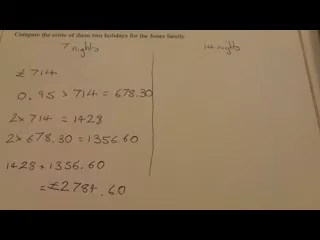 Compare the costs of these two holidays for the Jones family.
7 nights
14 nights
£714
0.95 × 714 = 678.30
2 × 714 = 1428
2 × 678.30 = 1356.60
1428 + 1356.60
= £2784.60